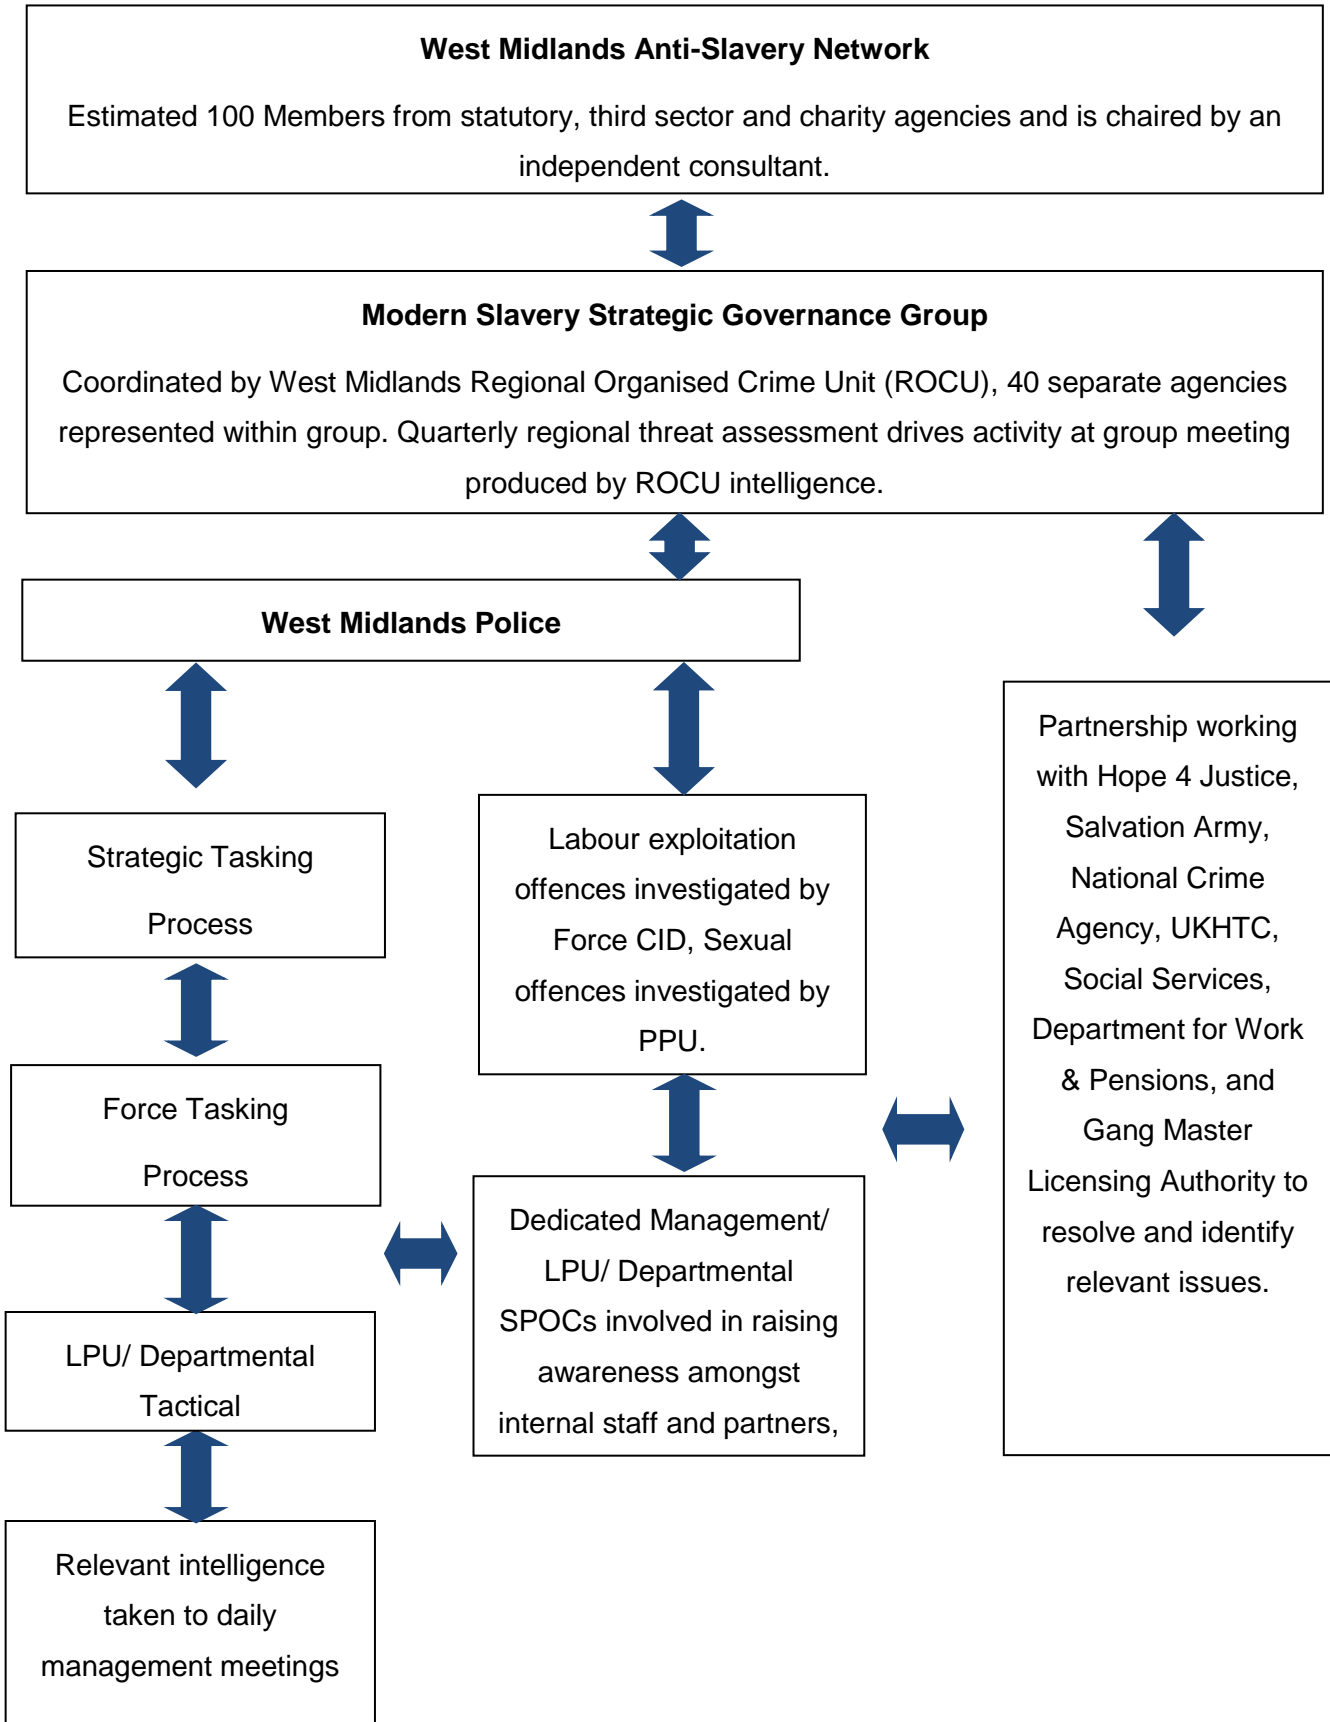 West Midlands Anti-Slavery Network
Estimated 100 Members from statutory, third sector and charity agencies and is chaired by an
independent consultant.
Modern Slavery Strategic Governance Group
Coordinated by West Midlands Regional Organised Crime Unit (ROCU), 40 separate agencies
represented within group. Quarterly regional threat assessment drives activity at group meeting
produced by ROCU intelligence.
West Midlands Police
Strategic Tasking
Process
Force Tasking
Process
LPU/ Departmental
Tactical
Relevant intelligence
taken to daily
management meetings
Labour exploitation
offences investigated by
Force CID, Sexual
offences investigated by
PPU.
Dedicated Management/
LPU/ Departmental
SPOCs involved in raising
awareness amongst
internal staff and partners,
Partnership working
with Hope 4 Justice,
Salvation Army,
National Crime
Agency, UKHTC,
Social Services,
Department for Work
& Pensions, and
Gang Master
Licensing Authority to
resolve and identify
relevant issues.